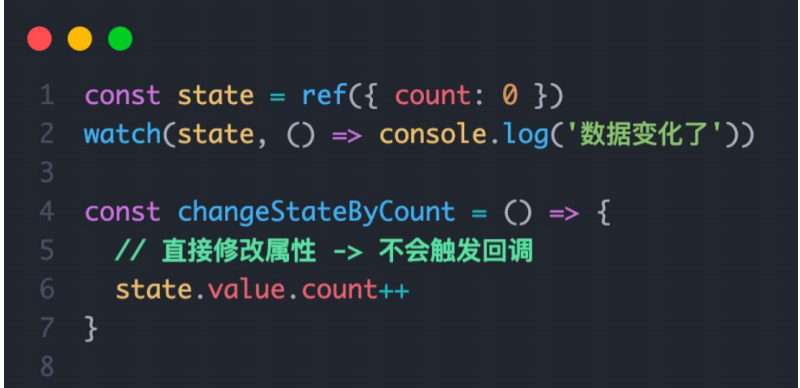 1 const state = ref({ count: 0 })
2 watch(state, () => console.log('数据变化了'))
3
4 const changeStateByCount = () => {
5   // 直接修改属性 -> 不会触发回调
6   state.value.count++
7 }
8